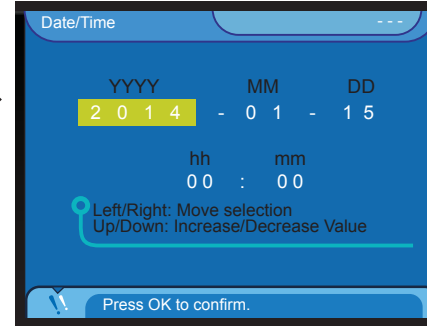 Date/Time
- - -
YYYY MM DD
2 0 1 4 - 0 1 - 1 5
hh mm
0 0 : 0 0
Left/Right: Move selection
Up/Down: Increase/Decrease Value
Press OK to confirm.